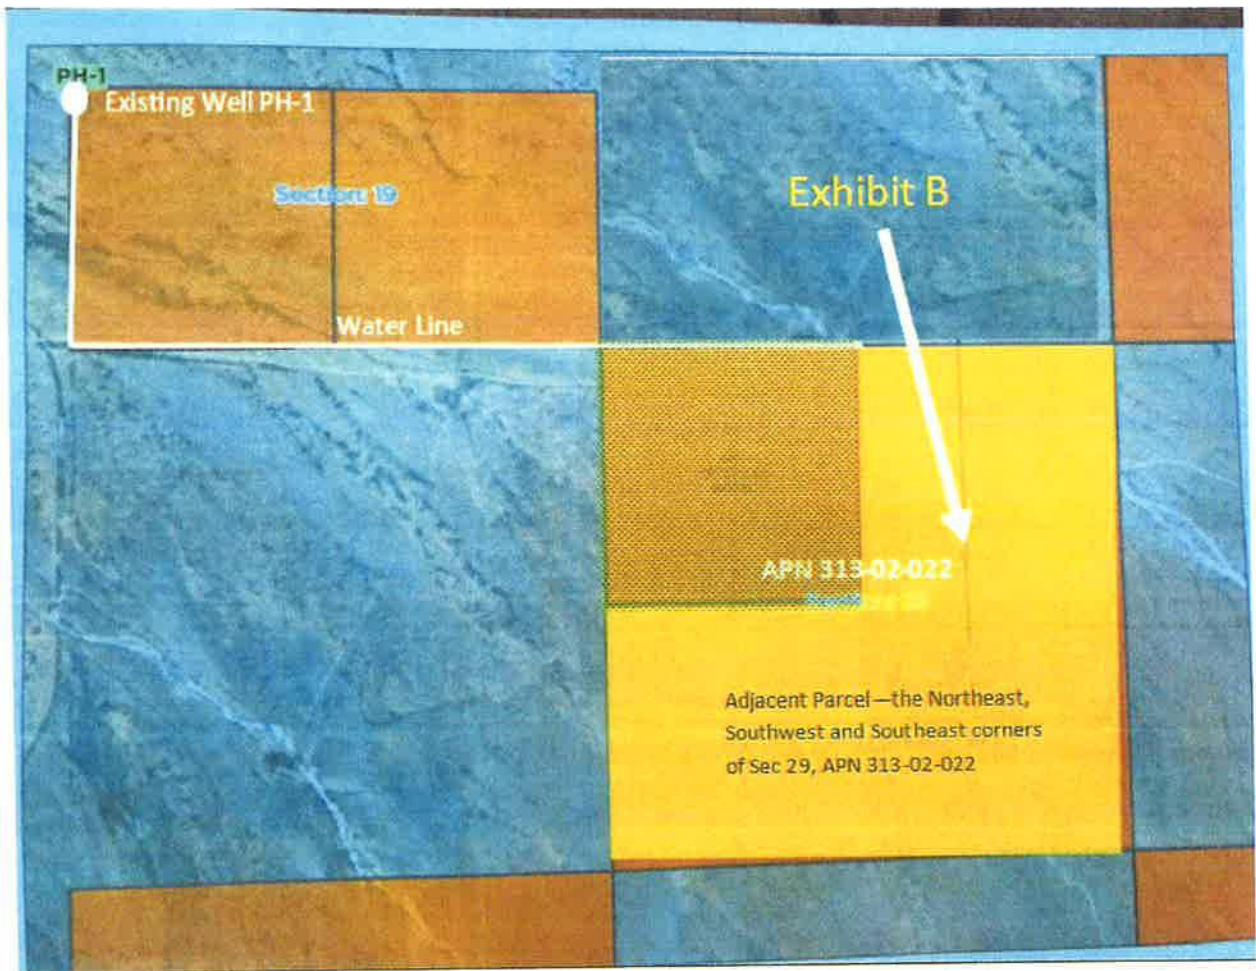 PH-1
Existing Well PH-1
Section 19
Exhibit B
Water Line
APN 313-02-022
Adjacent Parcel—the Northeast,
Southwest and Southeast corners
of Sec 29, APN 313-02-022